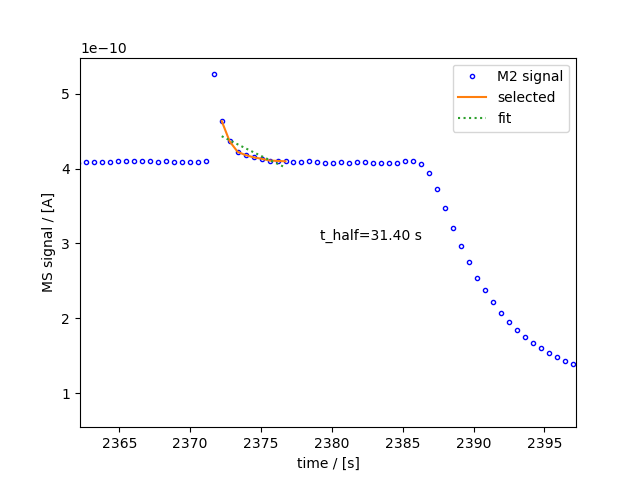 1e−10
M2 signal
selected
fit
5
4
3
2
1
MS signal / [A]
t_half=31.40 s
2365 2370 2375 2380 2385 2390 2395
time / [s]